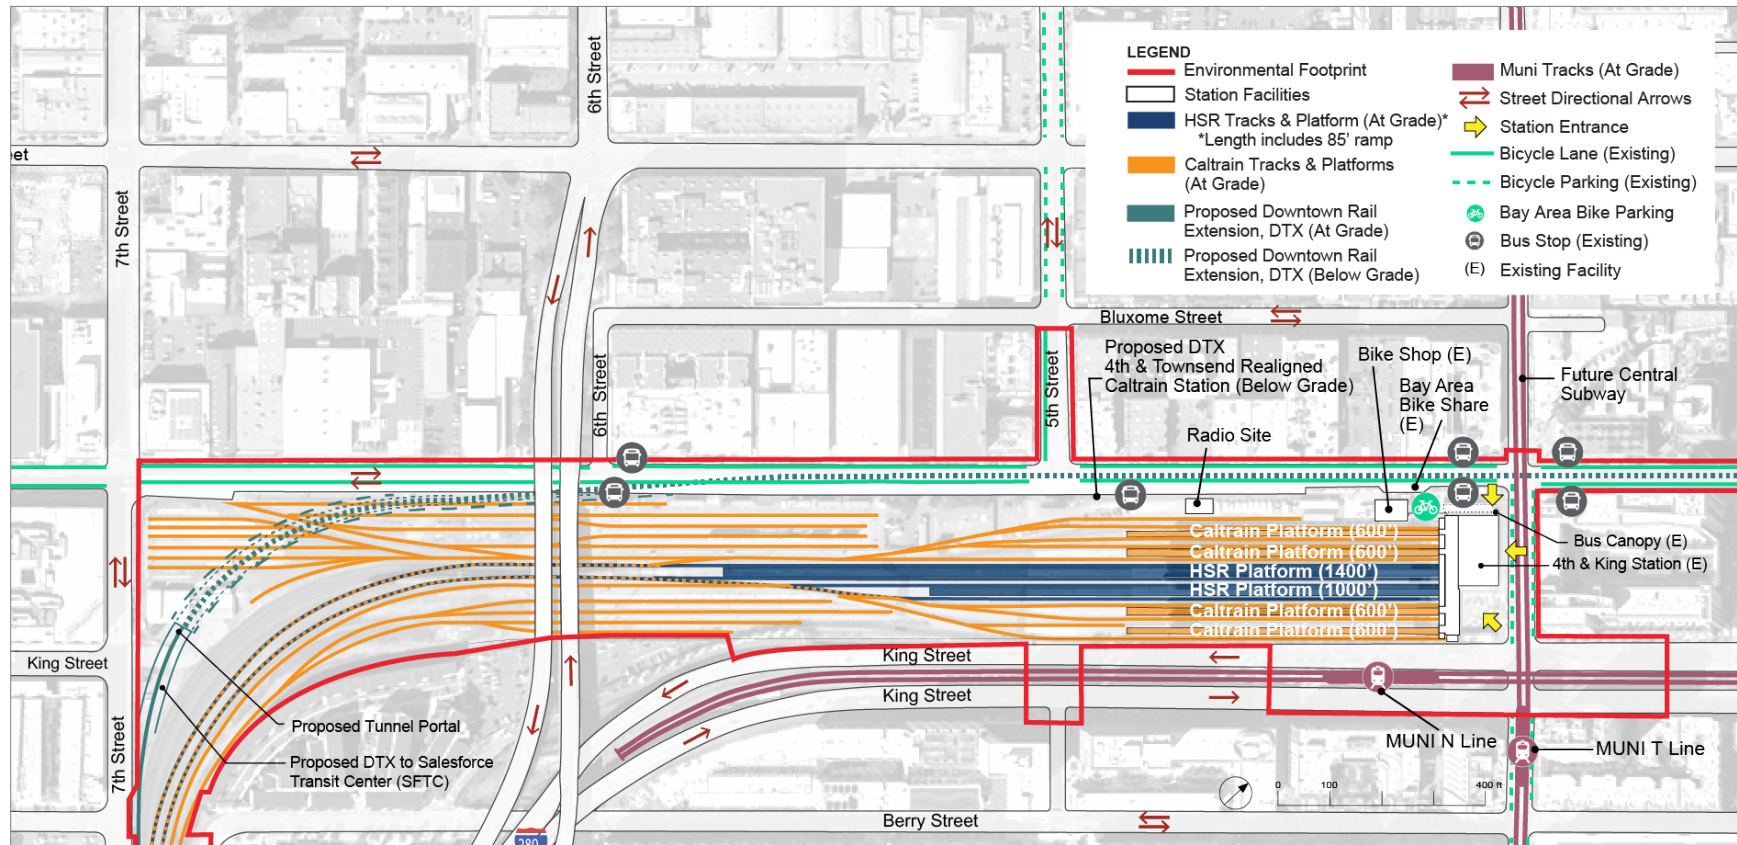 LEGEND
Environmental Footprint
Station Facilities
HSR Tracks & Platform (At Grade)*
*Length includes 85' ramp
Caltrain Tracks & Platforms
(At Grade)
Proposed Downtown Rail
Extension, DTX (At Grade)
Proposed Downtown Rail
Extension, DTX (Below Grade)
Muni Tracks (At Grade)
Street Directional Arrows
Station Entrance
Bicycle Lane (Existing)
Bicycle Parking (Existing)
Bay Area Bike Parking
Bus Stop (Existing)
(E) Existing Facility
6th Street
eet
7th Street
Bluxome Street
6th Street
5th Street
Proposed DTX
4th & Townsend Realigned
Caltrain Station (Below Grade)
Bike Shop (E)
Bay Area
Bike Share
(E)
Future Central
Subway
Radio Site
Caltrain Platform (600')
Caltrain Platform (600')
HSR Platform (1400')
HSR Platform (1000')
Caltrain Platform (600')
Caltrain Platform (600')
Bus Canopy (E)
4th & King Station (E)
King Street
King Street
King Street
7th Street
Proposed Tunnel Portal
Proposed DTX to Salesforce
Transit Center (SFTC)
MUNI N Line
MUNI T Line
0 100 400 ft
Berry Street
280